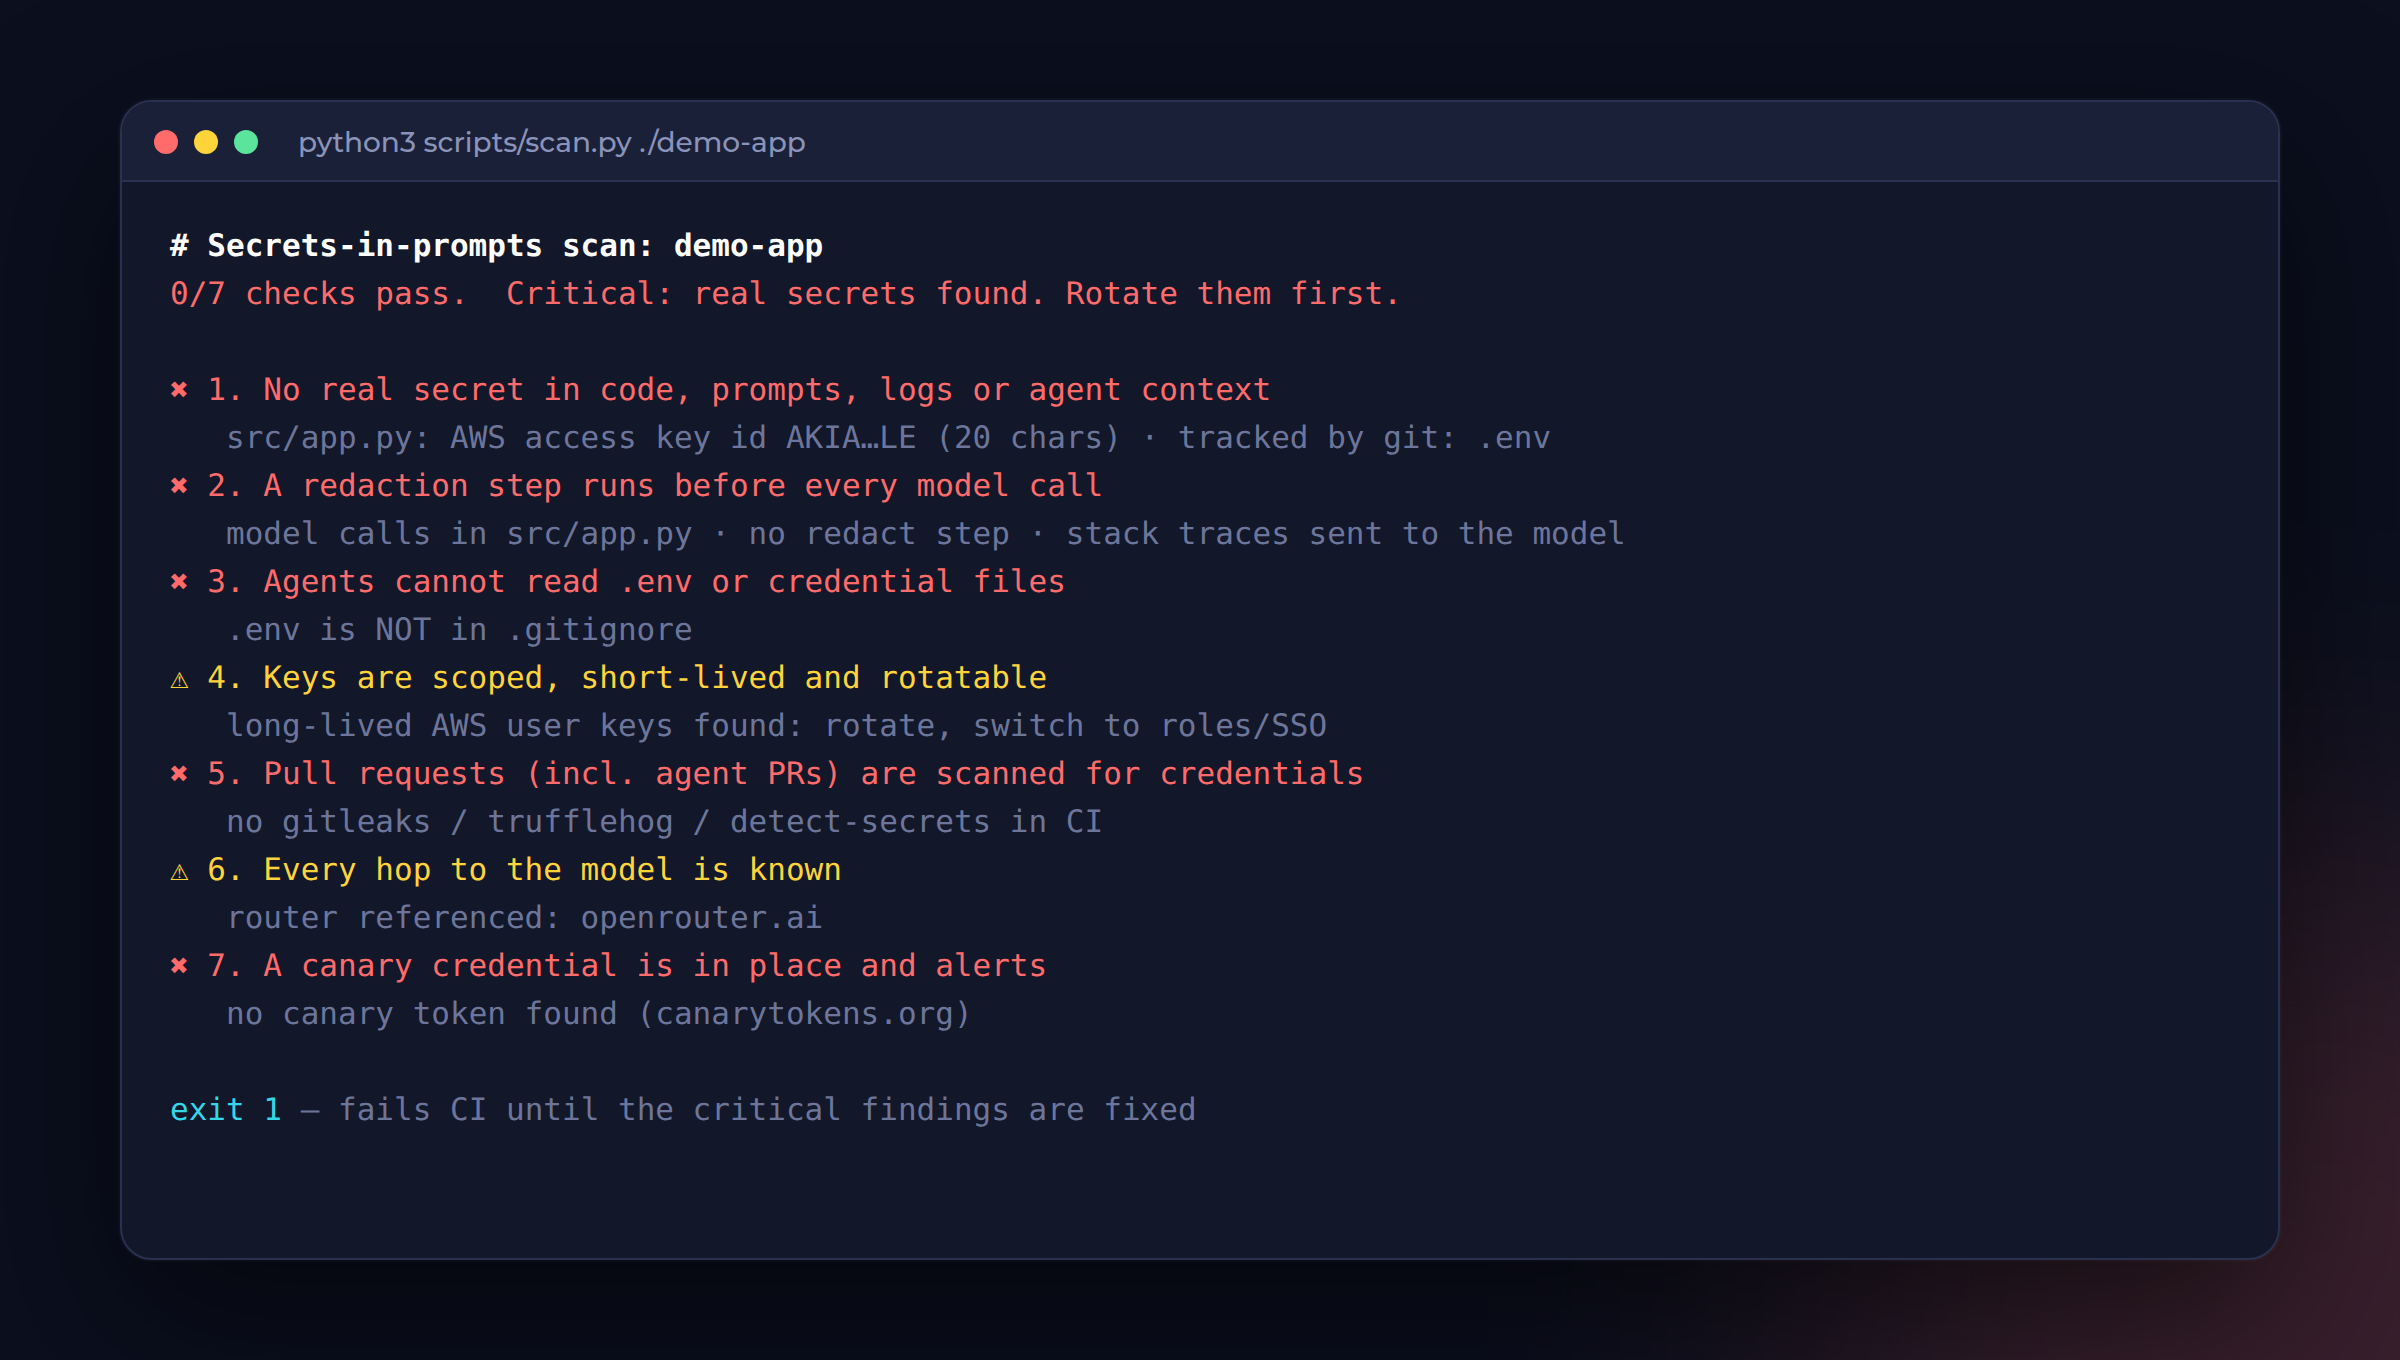 python3 scripts/scan.py ./demo-app
# Secrets-in-prompts scan: demo-app
0/7 checks pass.  Critical: real secrets found. Rotate them first.
✖ 1. No real secret in code, prompts, logs or agent context
src/app.py: AWS access key id AKIA…LE (20 chars) · tracked by git: .env
✖ 2. A redaction step runs before every model call
model calls in src/app.py · no redact step · stack traces sent to the model
✖ 3. Agents cannot read .env or credential files
.env is NOT in .gitignore
⚠ 4. Keys are scoped, short-lived and rotatable
long-lived AWS user keys found: rotate, switch to roles/SSO
✖ 5. Pull requests (incl. agent PRs) are scanned for credentials
no gitleaks / trufflehog / detect-secrets in CI
⚠ 6. Every hop to the model is known
router referenced: openrouter.ai
✖ 7. A canary credential is in place and alerts
no canary token found (canarytokens.org)
exit 1 — fails CI until the critical findings are fixed